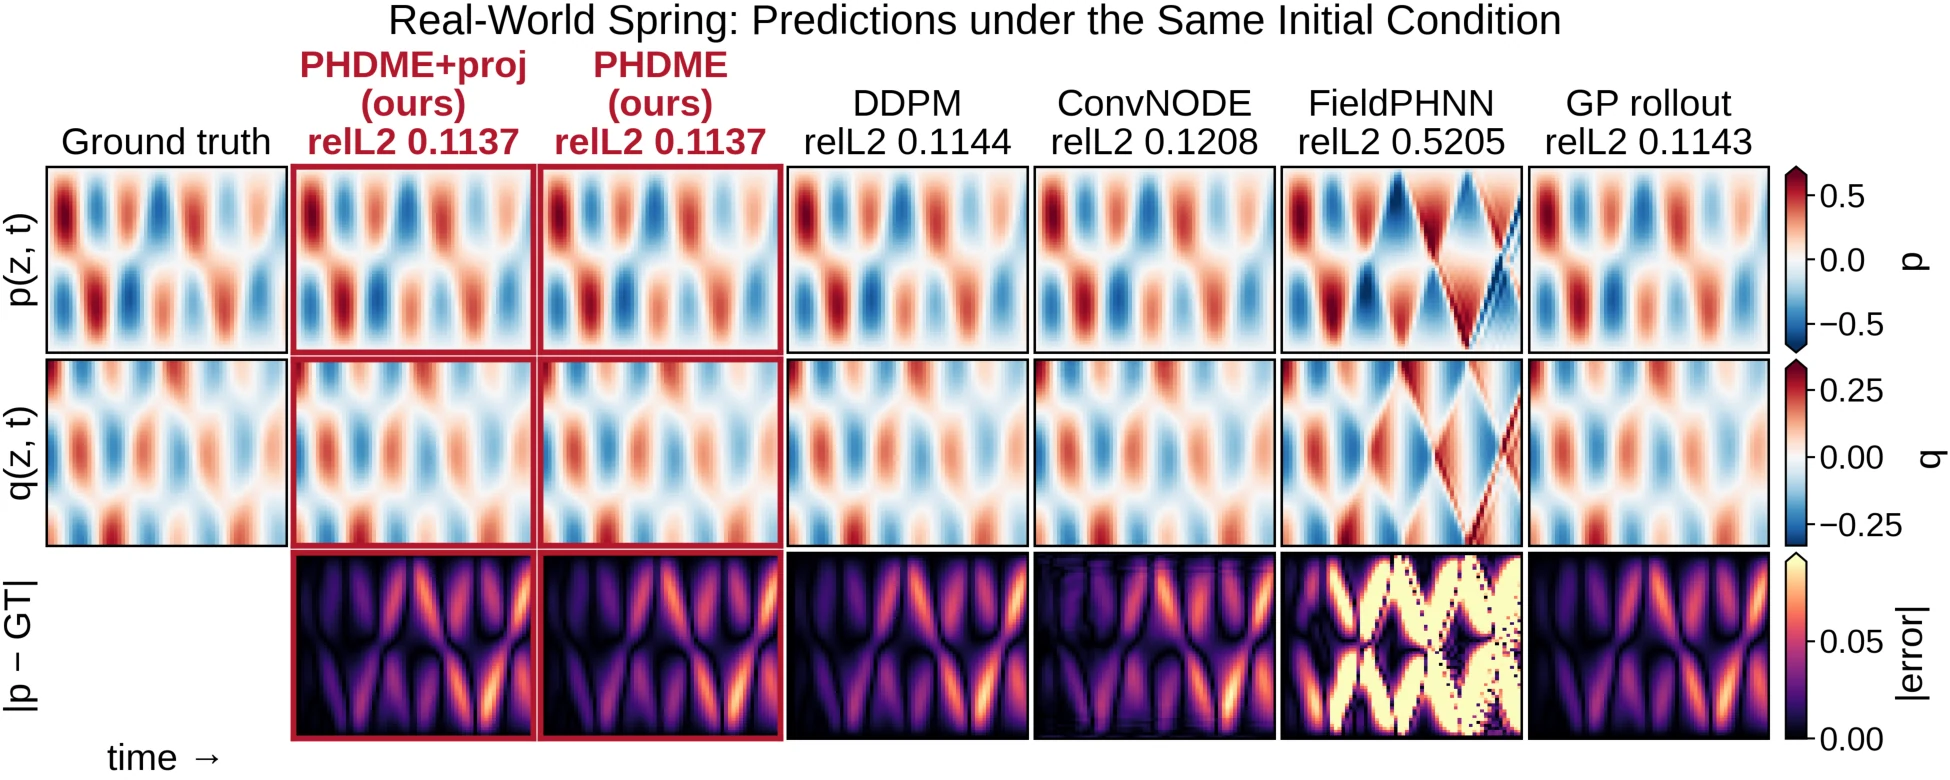 Real-World Spring: Predictions under the Same Initial Condition
Ground truth
PHDME+proj
(ours)
relL2 0.1137
PHDME
(ours)
relL2 0.1137
DDPM
relL2 0.1144
ConvNODE
relL2 0.1208
FieldPHNN
relL2 0.5205
GP rollout
relL2 0.1143
p(z, t)
0.5
0.0
−0.5
p
q(z, t)
0.25
0.00
−0.25
q
|p − GT|
0.05
0.00
|error|
time →